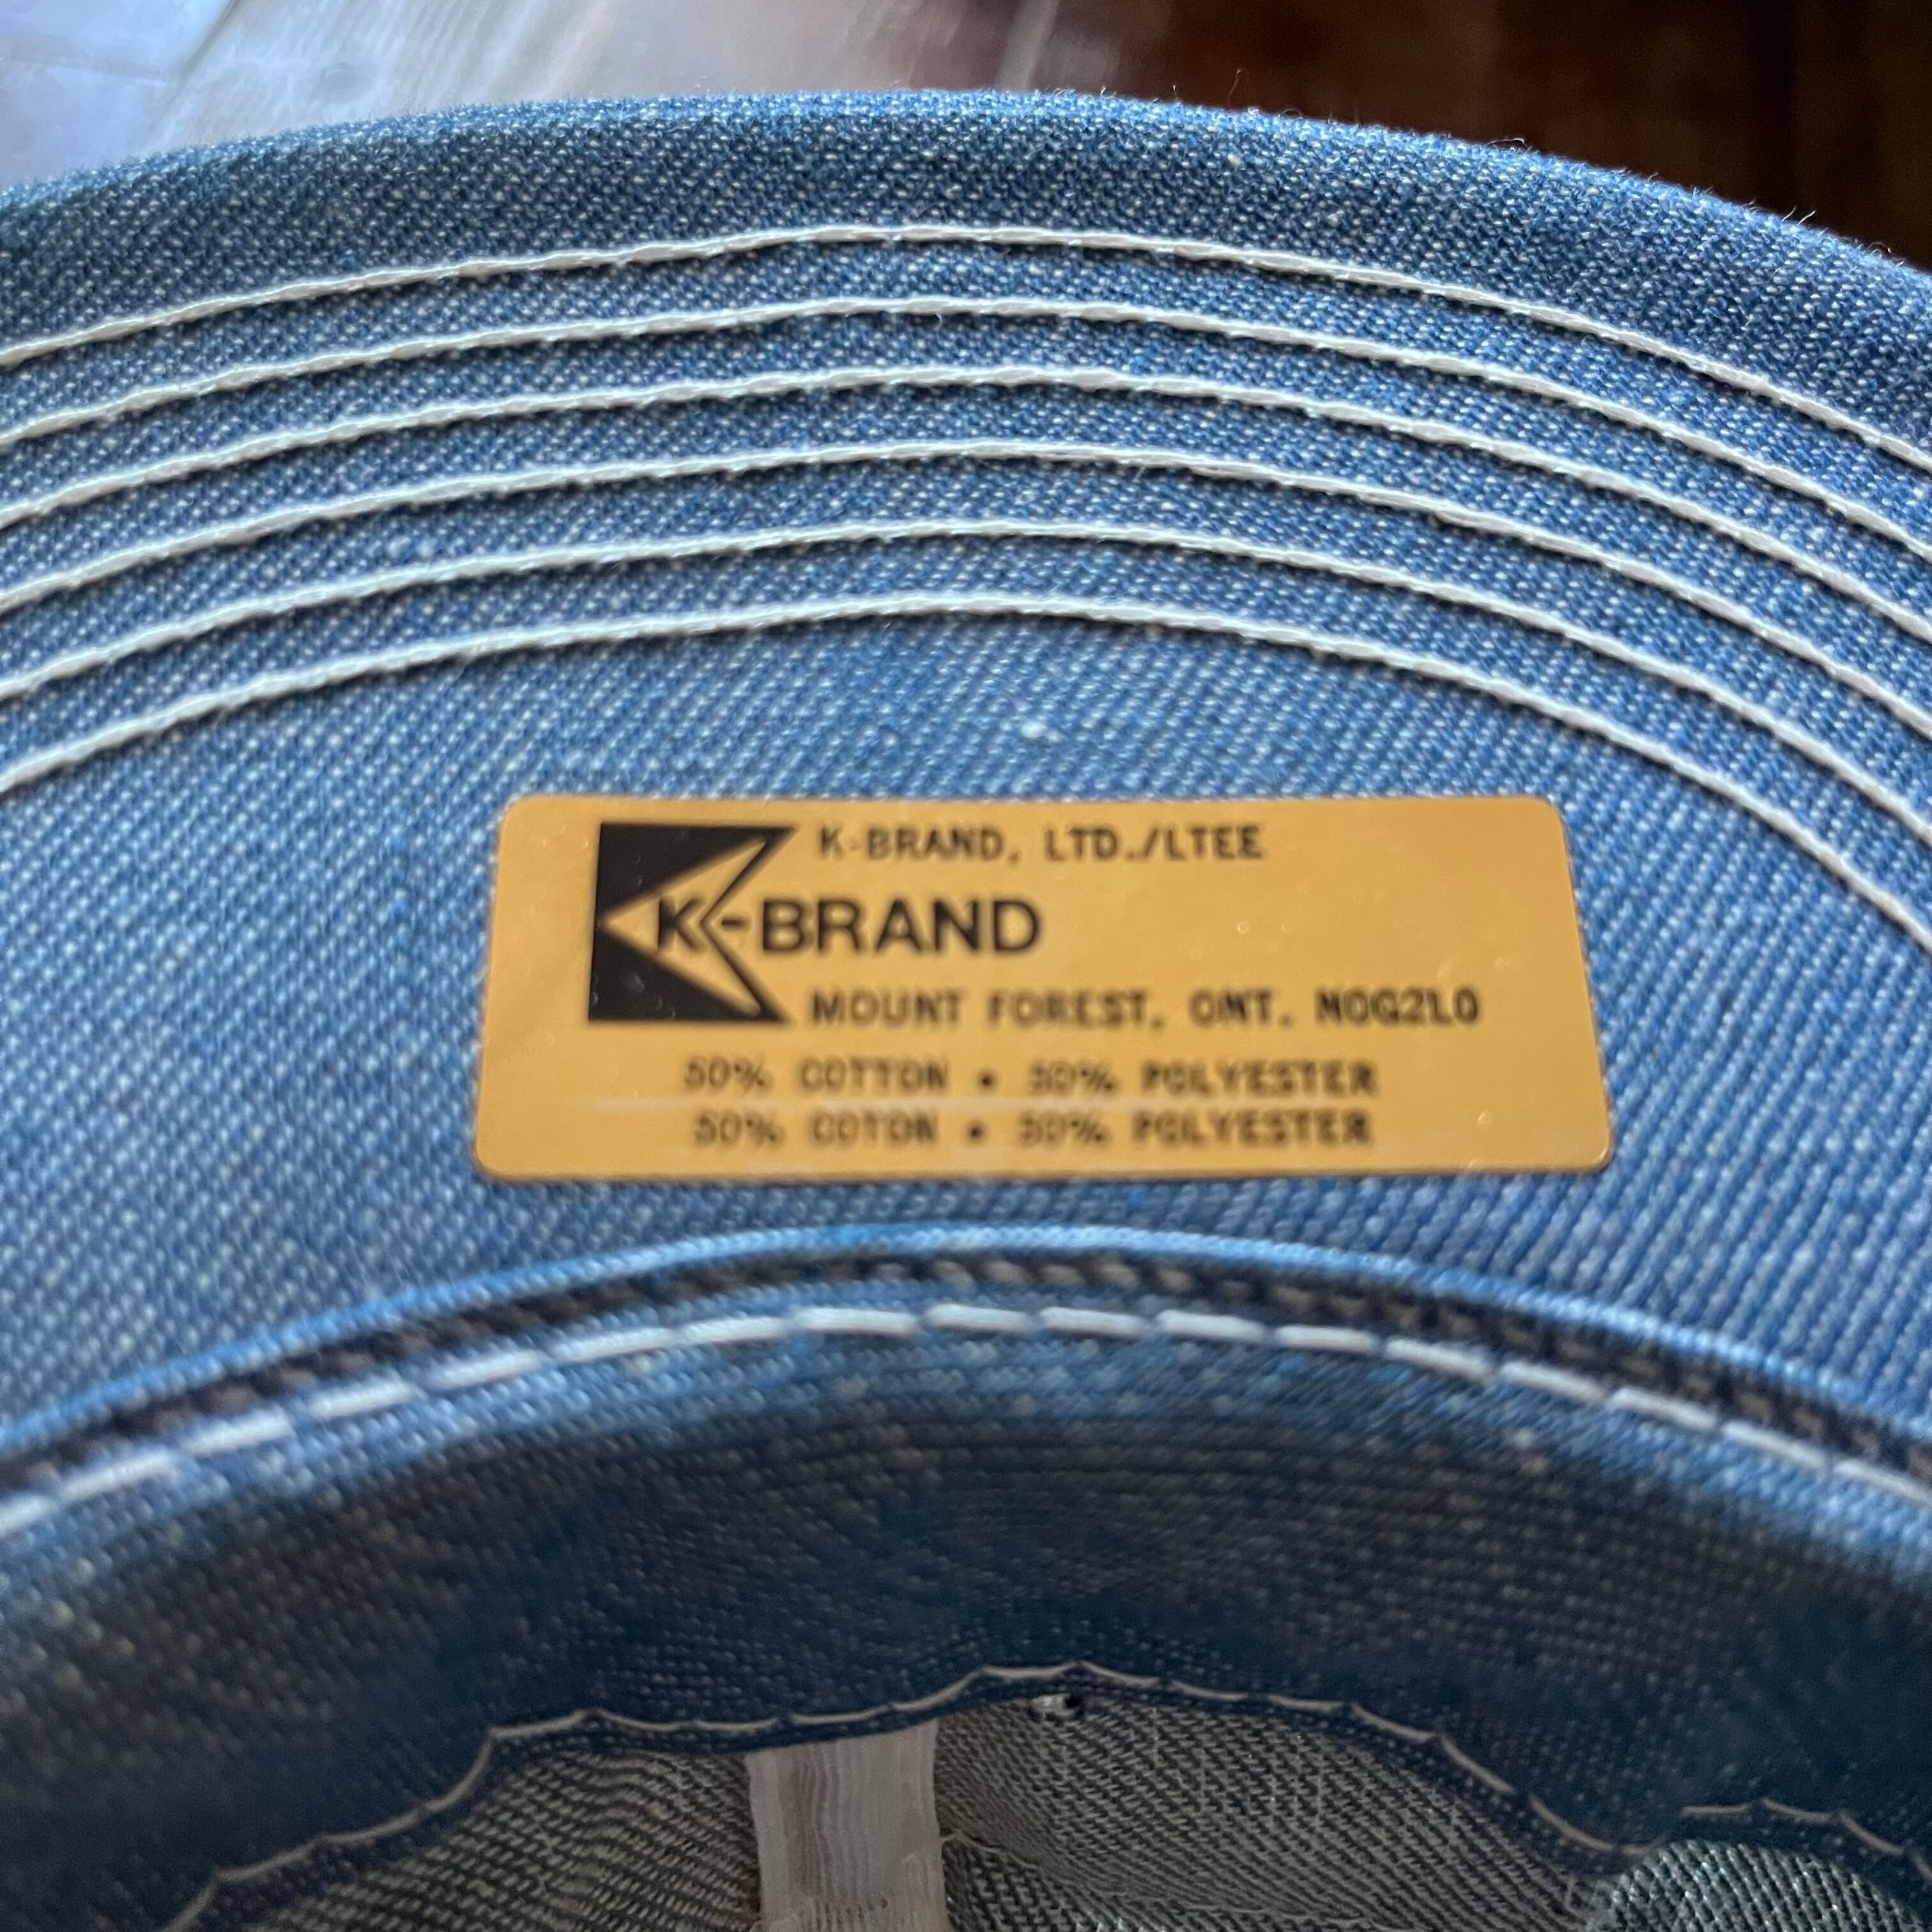 K-BRAND, LTD./LTEE
K-BRAND
MOUNT FOREST, ONT. N0G2L0
50% COTTON • 50% POLYESTER
50% COTON • 50% POLYESTER